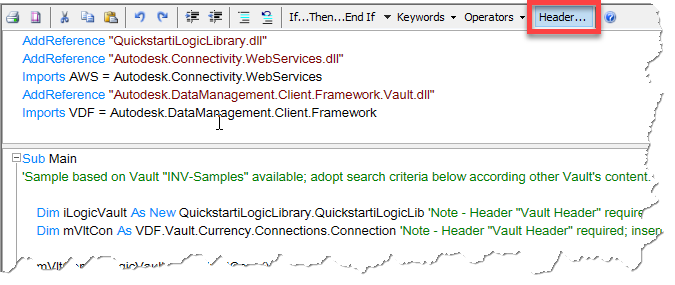 If...Then...End If Keywords Operators Header...
AddReference "QuickstartiLogicLibrary.dll"
AddReference "Autodesk.Connectivity.WebServices.dll"
Imports AWS = Autodesk.Connectivity.WebServices
AddReference "Autodesk.DataManagement.Client.Framework.Vault.dll"
Imports VDF = Autodesk.DataManagement.Client.Framework
Sub Main
'Sample based on Vault "INV-Samples" available; adopt search criteria below according other Vault's content.
Dim iLogicVault As New QuickstartiLogicLibrary.QuickstartiLogicLib 'Note - Header "Vault Header" require
Dim mVltCon As VDF.Vault.Currency.Connections.Connection 'Note - Header "Vault Header" required; inser